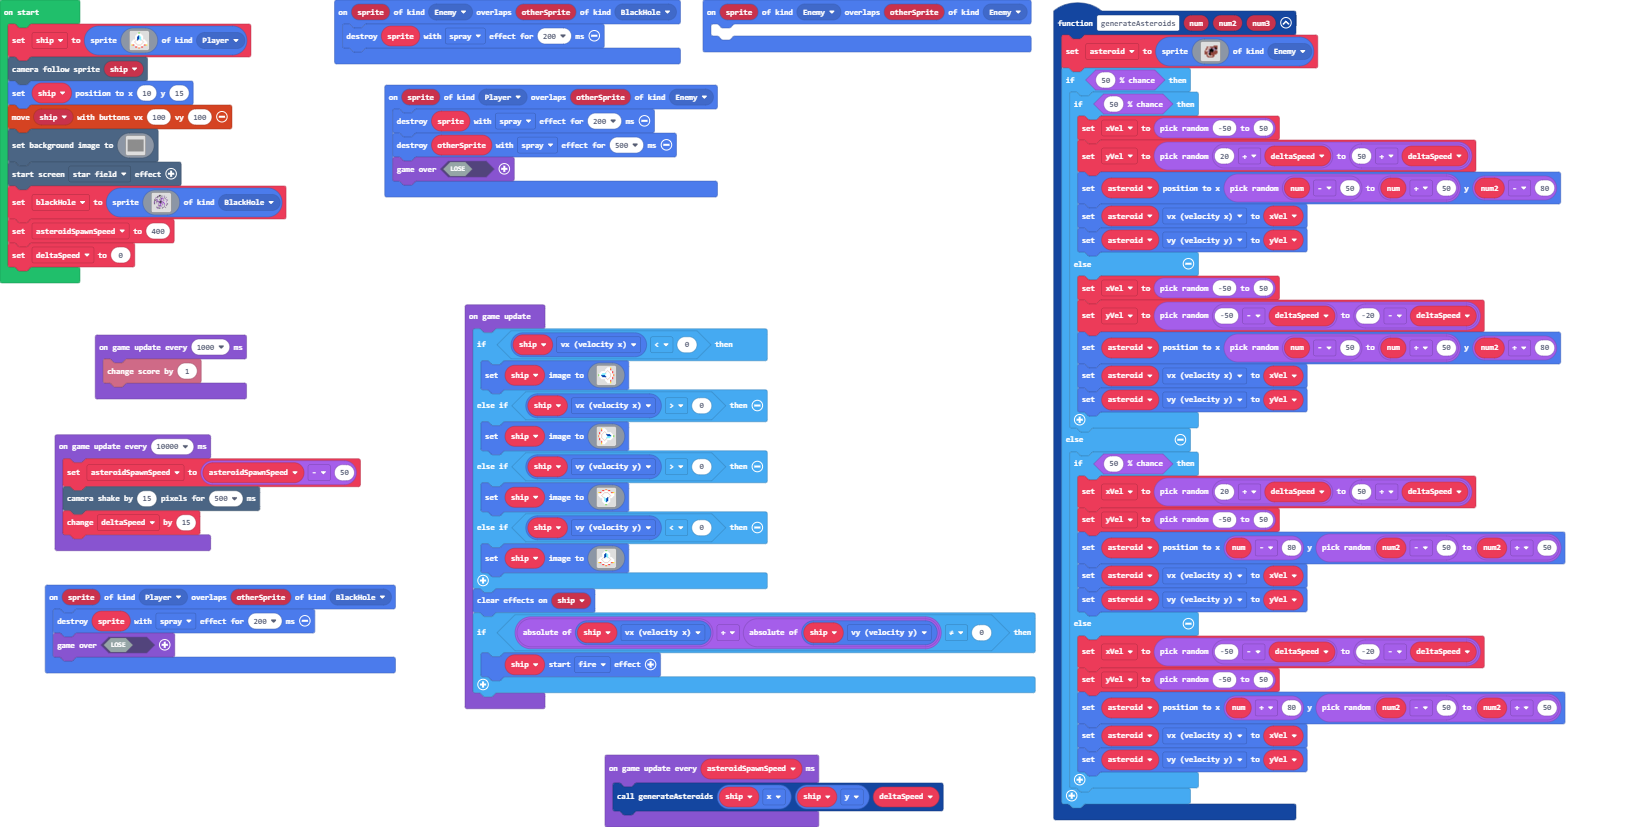 on start
set ship to sprite of kind Player
camera follow sprite ship
set ship position to x 10 y 15
move ship with buttons vx 100 vy 100
set background image to
start screen star field effect
set blackHole to sprite of kind BlackHole
set asteroidSpawnSpeed to 400
set deltaSpeed to 0
on sprite of kind Enemy overlaps otherSprite of kind BlackHole
destroy sprite with spray effect for 200 ms
on sprite of kind Enemy overlaps otherSprite of kind Enemy
on sprite of kind Player overlaps otherSprite of kind Enemy
destroy sprite with spray effect for 200 ms
destroy otherSprite with spray effect for 500 ms
game over LOSE
on game update every 1000 ms
change score by 1
on game update every 10000 ms
set asteroidSpawnSpeed to asteroidSpawnSpeed - 50
camera shake by 15 pixels for 500 ms
change deltaSpeed by 15
on sprite of kind Player overlaps otherSprite of kind BlackHole
destroy sprite with spray effect for 200 ms
game over LOSE
on game update
if ship vx (velocity x) < 0 then
set ship image to
else if ship vx (velocity x) > 0 then
set ship image to
else if ship vy (velocity y) > 0 then
set ship image to
else if ship vy (velocity y) < 0 then
set ship image to
clear effects on ship
if absolute of ship vx (velocity x) + absolute of ship vy (velocity y) ≠ 0 then
ship start fire effect
on game update every asteroidSpawnSpeed ms
call generateAsteroids ship x ship y deltaSpeed
function generateAsteroids num num2 num3
set asteroid to sprite of kind Enemy
if 50 % chance then
if 50 % chance then
set xVel to pick random -50 to 50
set yVel to pick random 20 + deltaSpeed to 50 + deltaSpeed
set asteroid position to x pick random num - 50 to num + 50 y num2 - 80
set asteroid vx (velocity x) to xVel
set asteroid vy (velocity y) to yVel
else
set xVel to pick random -50 to 50
set yVel to pick random -50 - deltaSpeed to -20 - deltaSpeed
set asteroid position to x pick random num - 50 to num + 50 y num2 + 80
set asteroid vx (velocity x) to xVel
set asteroid vy (velocity y) to yVel
else
if 50 % chance then
set xVel to pick random 20 + deltaSpeed to 50 + deltaSpeed
set yVel to pick random -50 to 50
set asteroid position to x num - 80 y pick random num2 - 50 to num2 + 50
set asteroid vx (velocity x) to xVel
set asteroid vy (velocity y) to yVel
else
set xVel to pick random -50 - deltaSpeed to -20 - deltaSpeed
set yVel to pick random -50 to 50
set asteroid position to x num + 80 y pick random num2 - 50 to num2 + 50
set asteroid vx (velocity x) to xVel
set asteroid vy (velocity y) to yVel